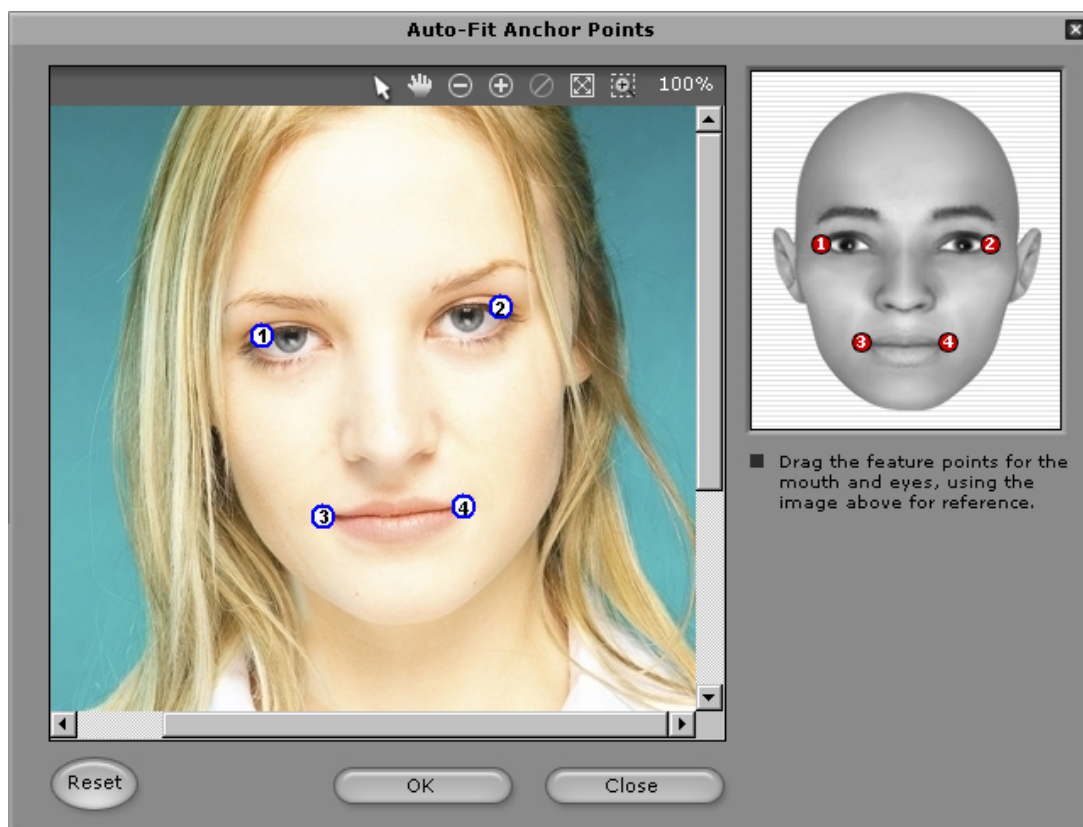 Auto-Fit Anchor Points
100%
1
2
3
4
1
2
3
4
Drag the feature points for the
mouth and eyes, using the
image above for reference.
Reset
OK
Close